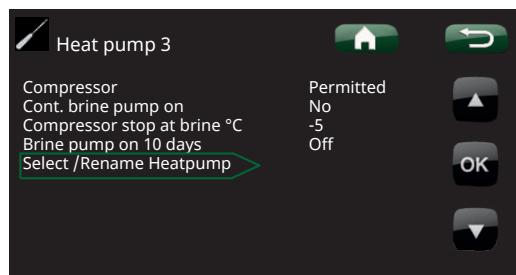 Heat pump 3
Compressor Permitted
Cont. brine pump on No
Compressor stop at brine °C -5
Brine pump on 10 days Off
Select /Rename Heatpump
OK